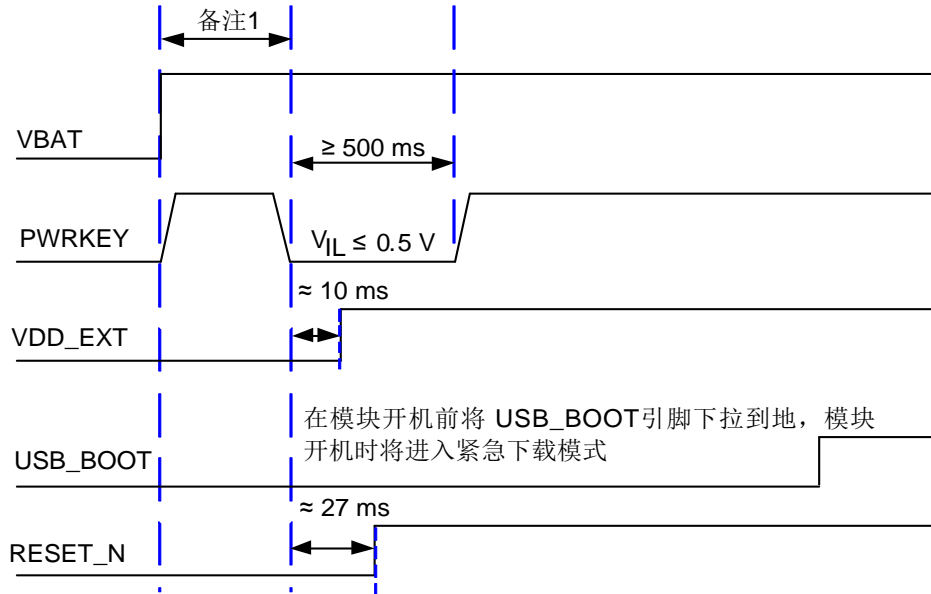 备注1
VBAT
≥ 500 ms
PWRKEY
VIL ≤ 0.5 V
≈ 10 ms
VDD_EXT
在模块开机前将 USB_BOOT引脚下拉到地，模块
开机时将进入紧急下载模式
USB_BOOT
≈ 27 ms
RESET_N